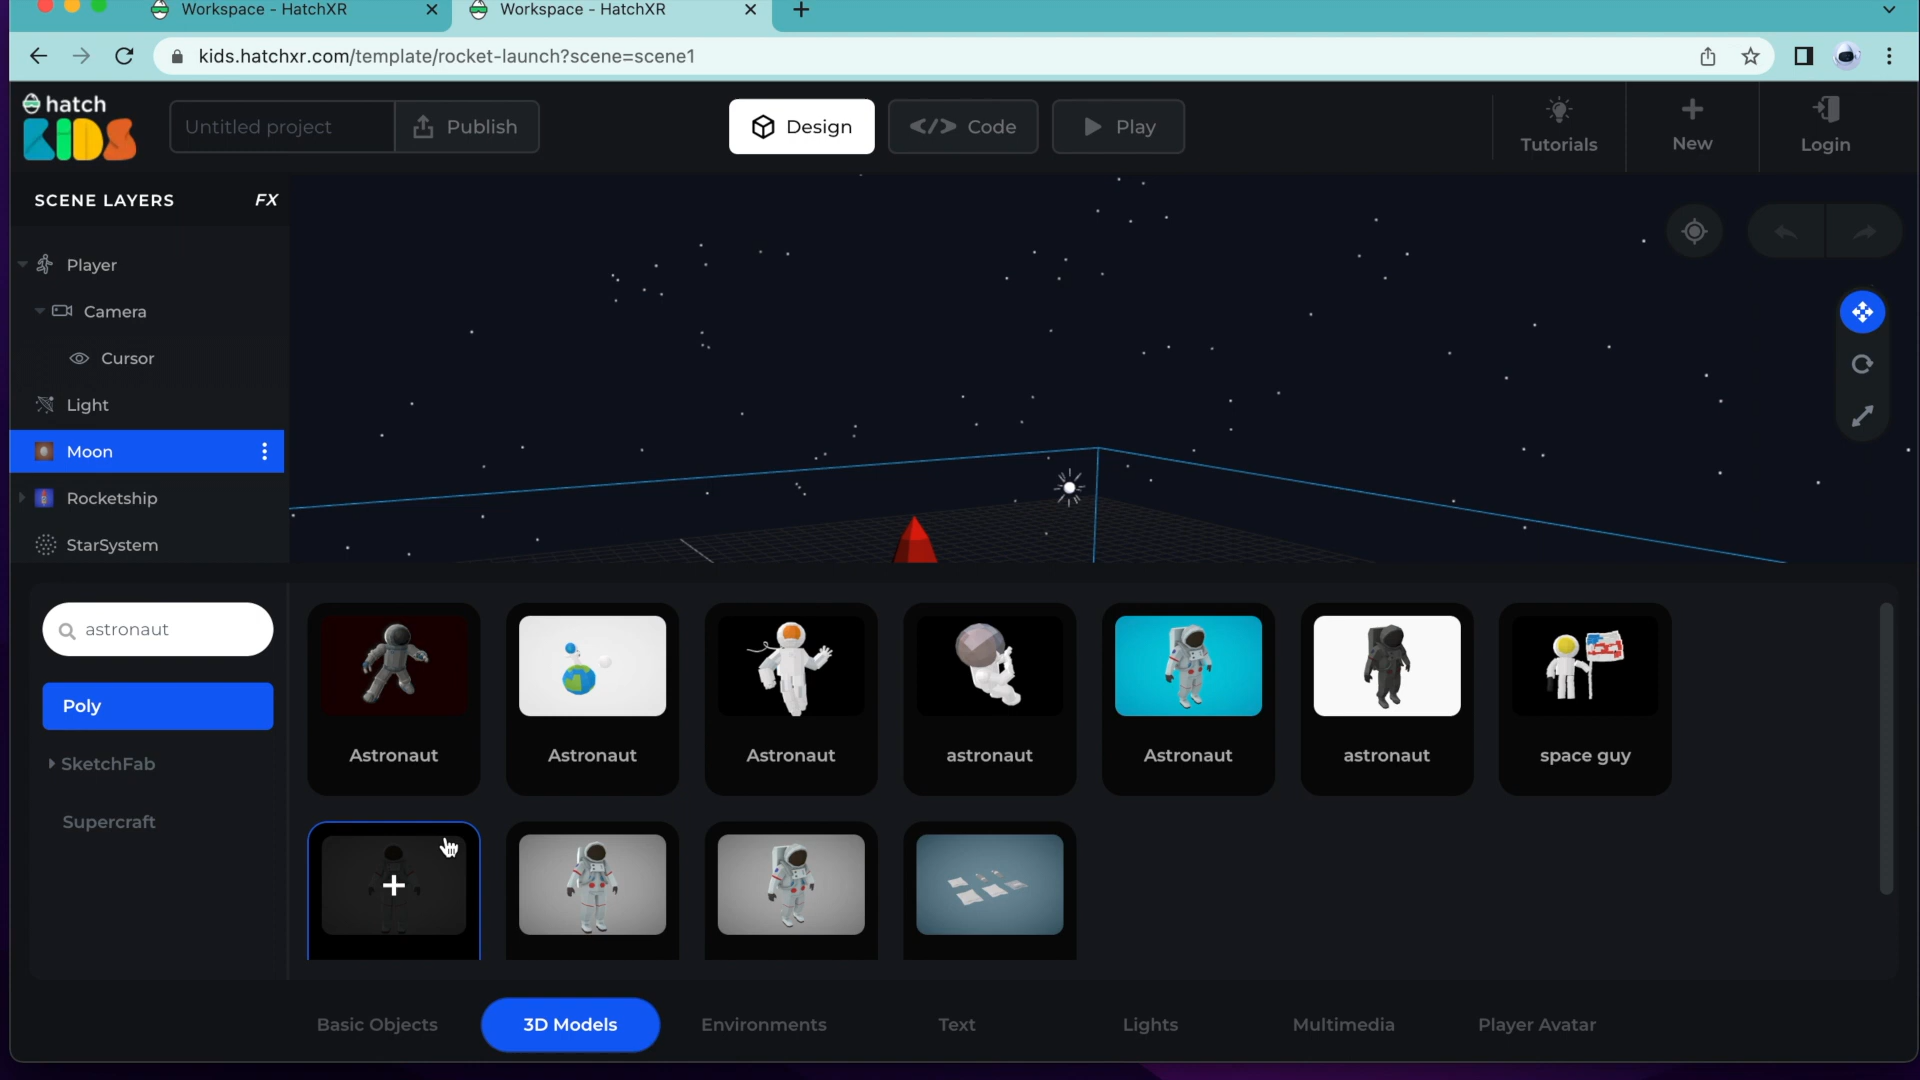 Workspace - HatchXR
Workspace - HatchXR
kids.hatchxr.com/template/rocket-launch?scene=scene1
hatch
KIDS
Untitled project
Publish
Design
</> Code
Play
Tutorials
New
Login
SCENE LAYERS
FX
Player
Camera
Cursor
Light
Moon
Rocketship
StarSystem
astronaut
Poly
SketchFab
Supercraft
Astronaut
Astronaut
Astronaut
astronaut
Astronaut
astronaut
space guy
Basic Objects
3D Models
Environments
Text
Lights
Multimedia
Player Avatar